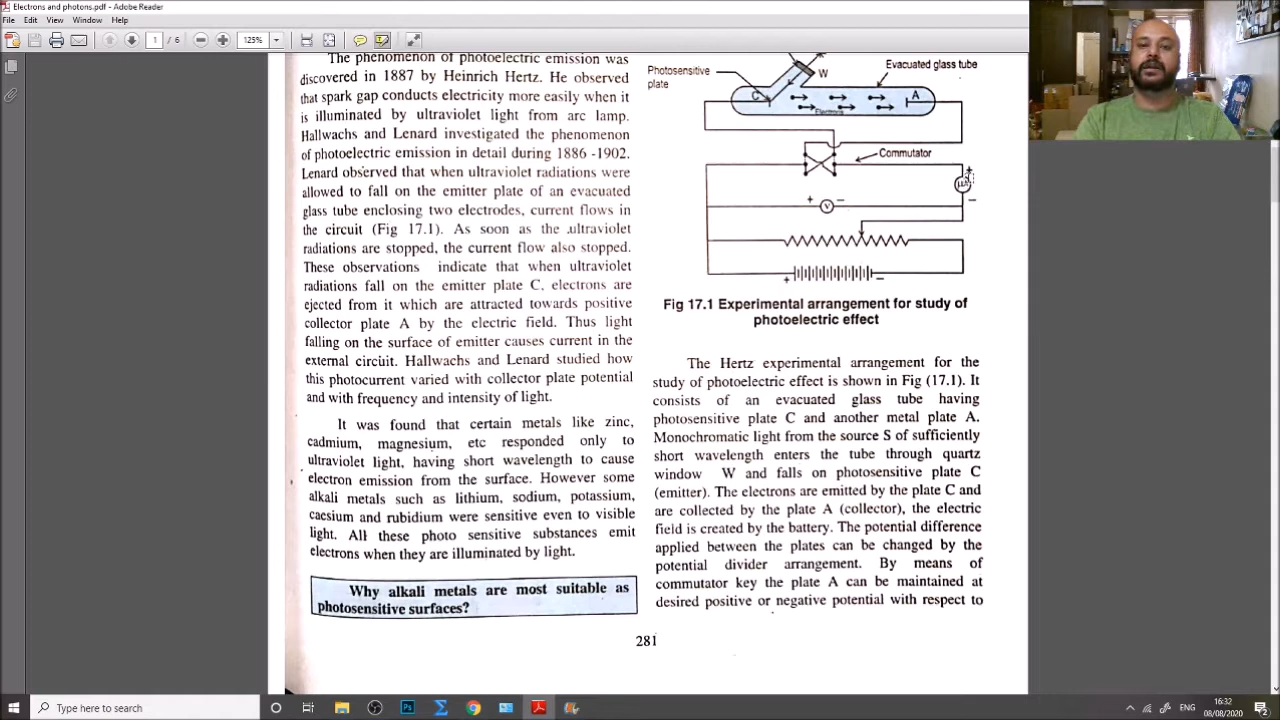 Electrons and photons.pdf - Adobe Reader
File Edit View Window Help
1 / 6 125%
The phenomenon of photoelectric emission was
discovered in 1887 by Heinrich Hertz. He observed
that spark gap conducts electricity more easily when it
is illuminated by ultraviolet light from arc lamp.
Hallwachs and Lenard investigated the phenomenon
of photoelectric emission in detail during 1886 -1902.
Lenard observed that when ultraviolet radiations were
allowed to fall on the emitter plate of an evacuated
glass tube enclosing two electrodes, current flows in
the circuit (Fig 17.1). As soon as the ultraviolet
radiations are stopped, the current flow also stopped.
These observations indicate that when ultraviolet
radiations fall on the emitter plate C, electrons are
ejected from it which are attracted towards positive
collector plate A by the electric field. Thus light
falling on the surface of emitter causes current in the
external circuit. Hallwachs and Lenard studied how
this photocurrent varied with collector plate potential
and with frequency and intensity of light.
It was found that certain metals like zinc,
cadmium, magnesium, etc responded only to
ultraviolet light, having short wavelength to cause
electron emission from the surface. However some
alkali metals such as lithium, sodium, potassium,
caesium and rubidium were sensitive even to visible
light. All these photo sensitive substances emit
electrons when they are illuminated by light.
Why alkali metals are most suitable as
photosensitive surfaces?
Photosensitive
plate
W
Evacuated glass tube
C
A
Electrons
Commutator
+
μA
−
+ V −
+ −
Fig 17.1 Experimental arrangement for study of
photoelectric effect
The Hertz experimental arrangement for the
study of photoelectric effect is shown in Fig (17.1). It
consists of an evacuated glass tube having
photosensitive plate C and another metal plate A.
Monochromatic light from the source S of sufficiently
short wavelength enters the tube through quartz
window W and falls on photosensitive plate C
(emitter). The electrons are emitted by the plate C and
are collected by the plate A (collector), the electric
field is created by the battery. The potential difference
applied between the plates can be changed by the
potential divider arrangement. By means of
commutator key the plate A can be maintained at
desired positive or negative potential with respect to
281
Type here to search
Ps
ENG
16:32
08/08/2020
2